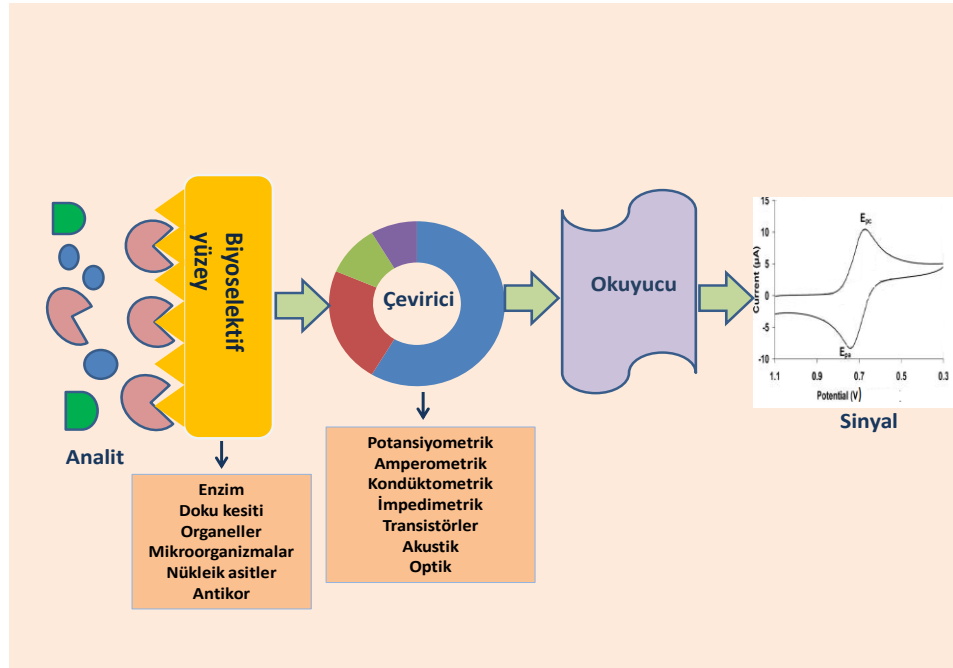 Analit
Biyoselektif
yüzey
Enzim
Doku kesiti
Organeller
Mikroorganizmalar
Nükleik asitler
Antikor
Çevirici
Potansiyometrik
Amperometrik
Kondüktometrik
İmpedimetrik
Transistörler
Akustik
Optik
Okuyucu
15
10
5
0
-5
-10
Current (µA)
Epc
Epa
1.1 0.9 0.7 0.5 0.3
Potential (V)
Sinyal